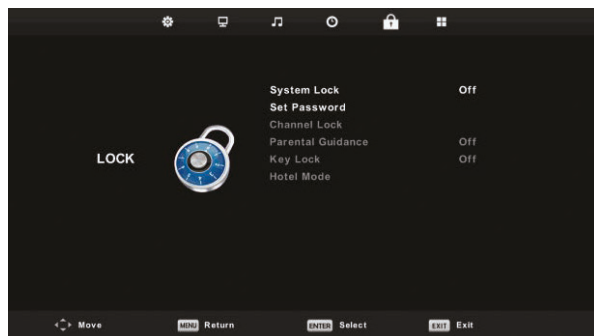 System Lock Off
Set Password
Channel Lock
Parental Guidance Off
LOCK
Key Lock Off
Hotel Mode
Move MENU Return ENTER Select EXIT Exit